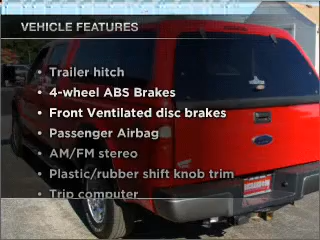 VEHICLE FEATURES
• Trailer hitch
• 4-wheel ABS Brakes
• Front Ventilated disc brakes
• Passenger Airbag
• AM/FM stereo
• Plastic/rubber shift knob trim
• Trip computer